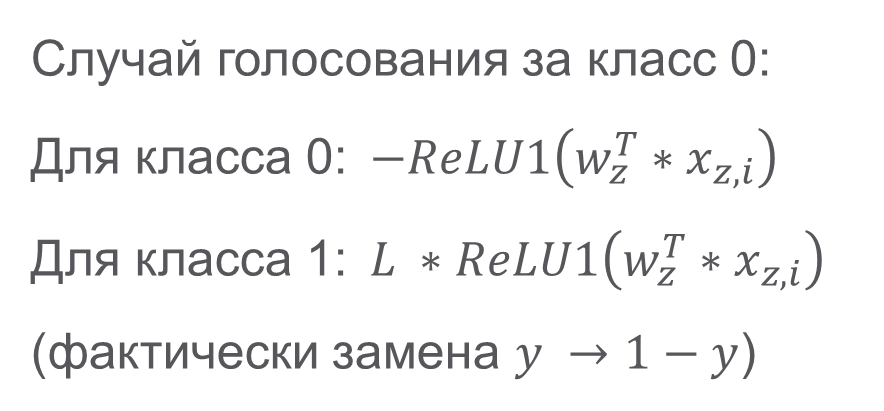 Случай голосования за класс 0:
Для класса 0: −ReLU1(w_z^T * x_{z,i})
Для класса 1: L * ReLU1(w_z^T * x_{z,i})
(фактически замена y → 1 − y)